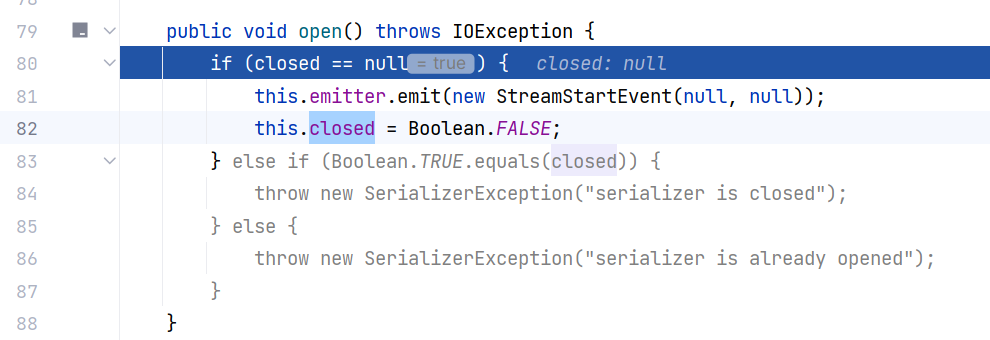 79 public void open() throws IOException {
80 if (closed == null = true ) { closed: null
81 this.emitter.emit(new StreamStartEvent(null, null));
82 this.closed = Boolean.FALSE;
83 } else if (Boolean.TRUE.equals(closed)) {
84 throw new SerializerException("serializer is closed");
85 } else {
86 throw new SerializerException("serializer is already opened");
87 }
88 }